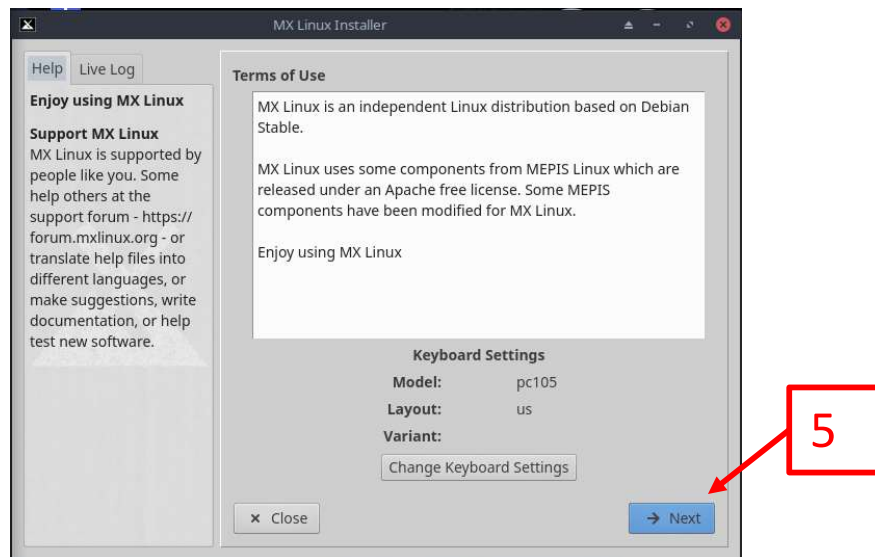 MX Linux Installer
Help
Live Log
Enjoy using MX Linux
Support MX Linux
MX Linux is supported by
people like you. Some
help others at the
support forum - https://
forum.mxlinux.org - or
translate help files into
different languages, or
make suggestions, write
documentation, or help
test new software.
Terms of Use
MX Linux is an independent Linux distribution based on Debian
Stable.
MX Linux uses some components from MEPIS Linux which are
released under an Apache free license. Some MEPIS
components have been modified for MX Linux.
Enjoy using MX Linux
Keyboard Settings
Model: pc105
Layout: us
Variant:
Change Keyboard Settings
Close
Next
5